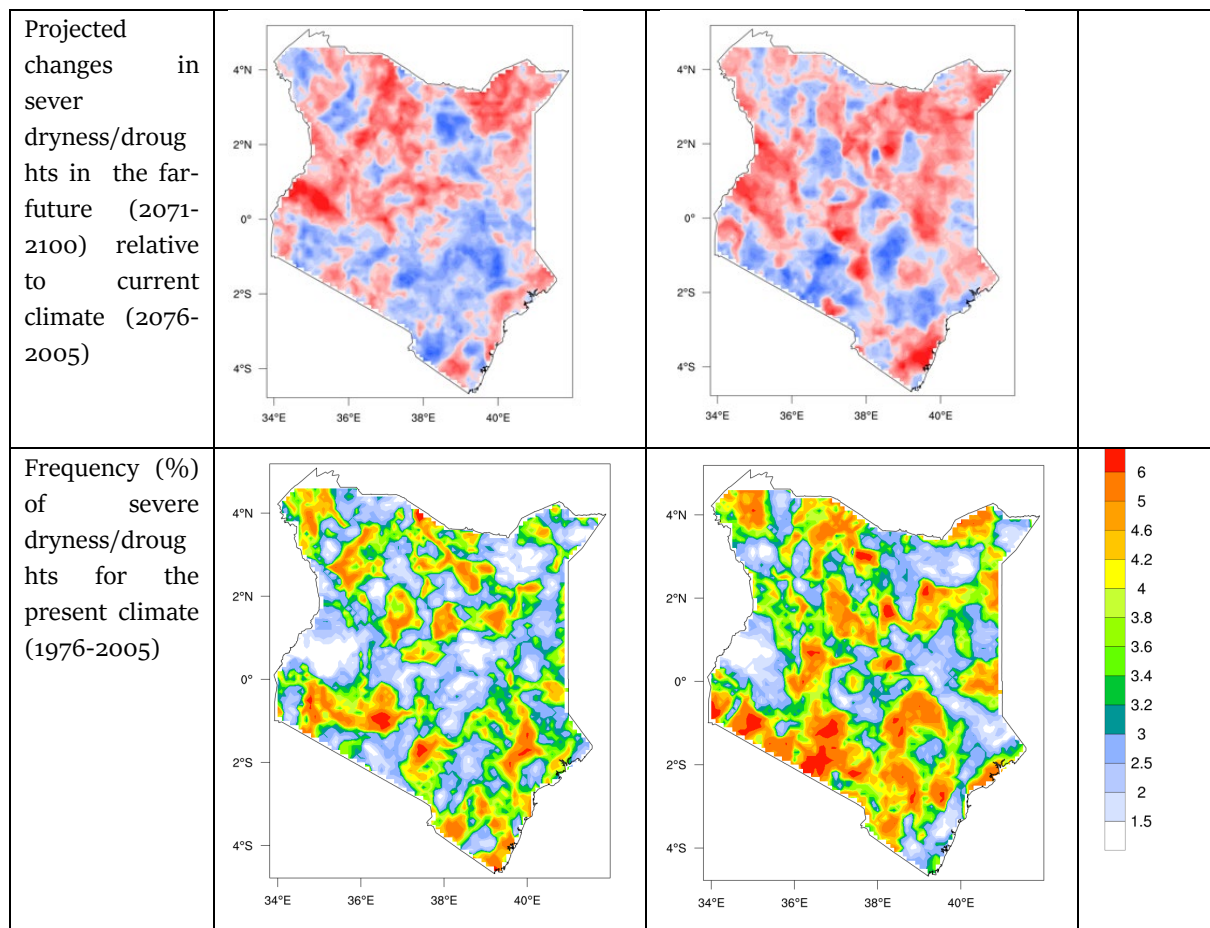 Projected
changes in
sever
dryness/droug
hts in the far-
future (2071-
2100) relative
to current
climate (2076-
2005)
4°N
2°N
0°
2°S
4°S
34°E 36°E 38°E 40°E
4°N
2°N
0°
2°S
4°S
34°E 36°E 38°E 40°E
Frequency (%)
of severe
dryness/droug
hts for the
present climate
(1976-2005)
4°N
2°N
0°
2°S
4°S
34°E 36°E 38°E 40°E
4°N
2°N
0°
2°S
4°S
34°E 36°E 38°E 40°E
6
5
4.6
4.2
4
3.8
3.6
3.4
3.2
3
2.5
2
1.5